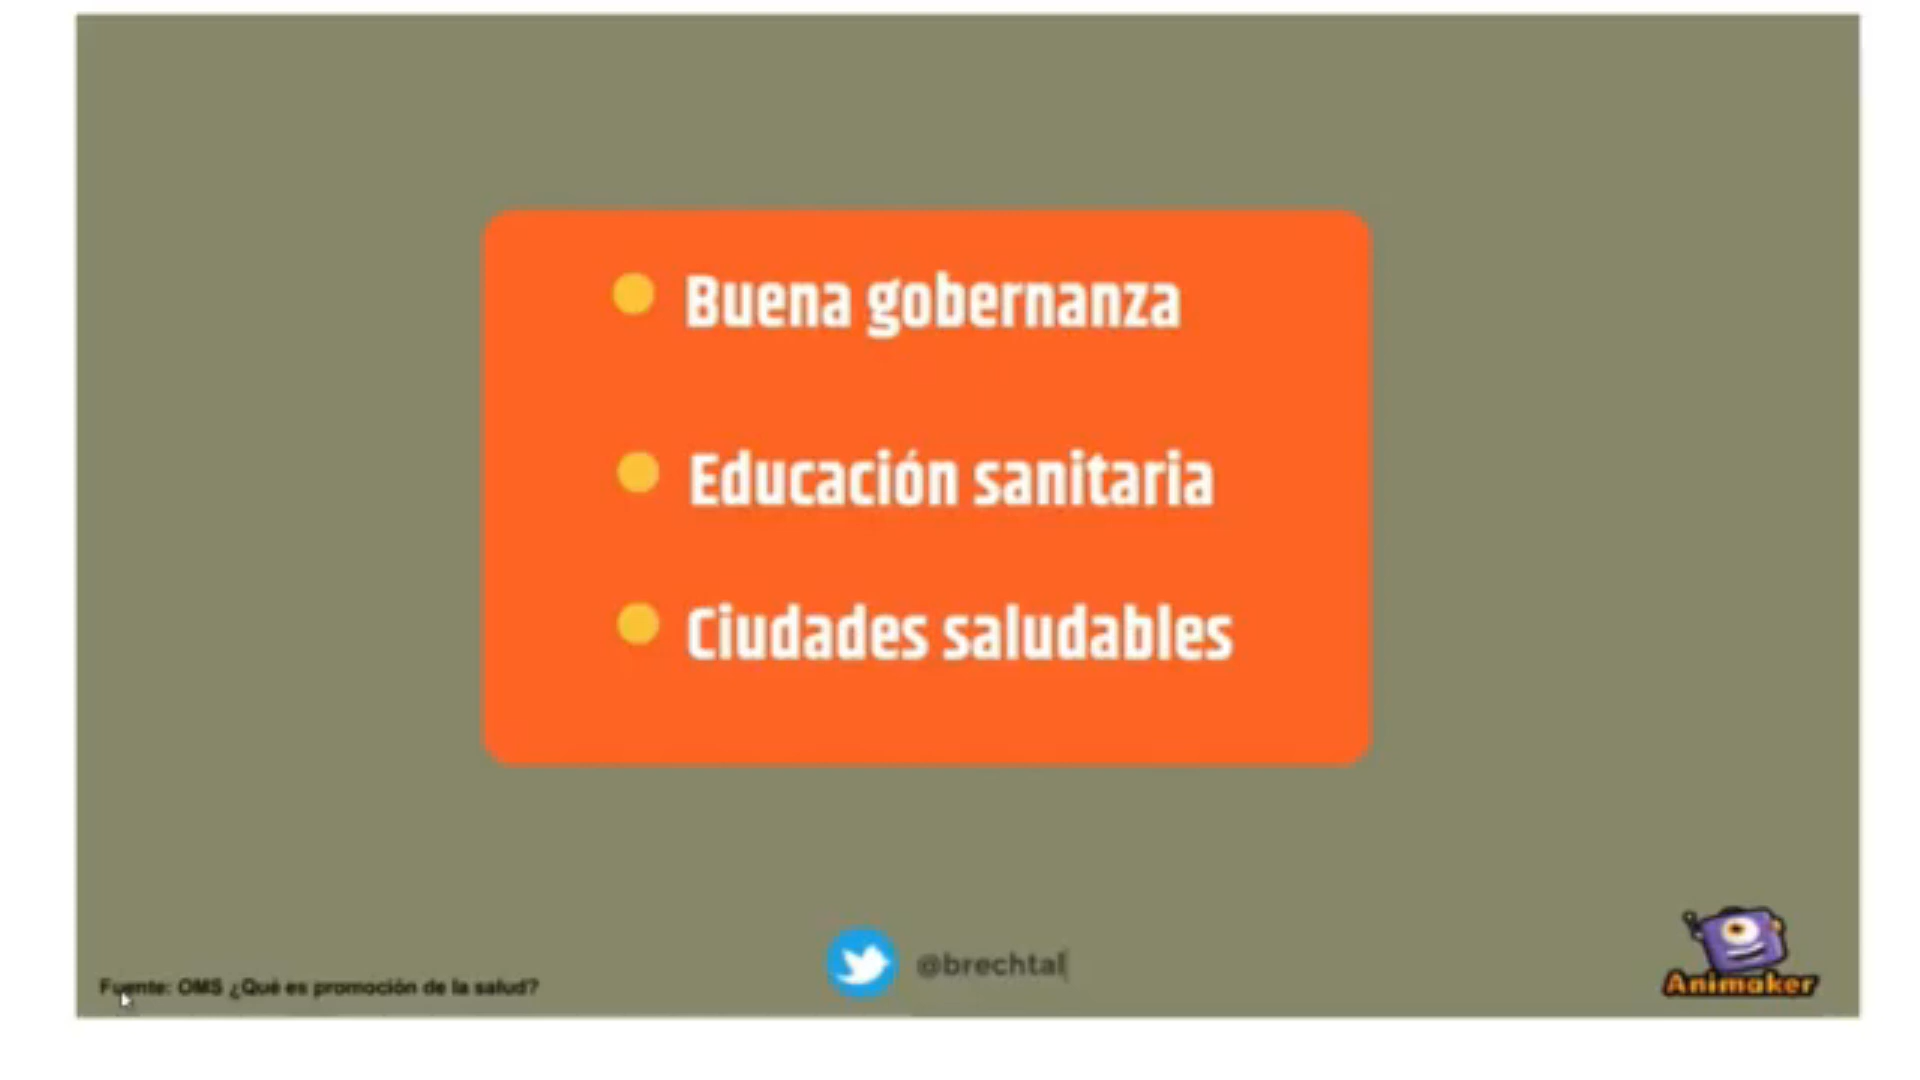 Buena gobernanza
Educación sanitaria
Ciudades saludables
@brechtal
Fuente: OMS ¿Qué es promoción de la salud?
Animaker